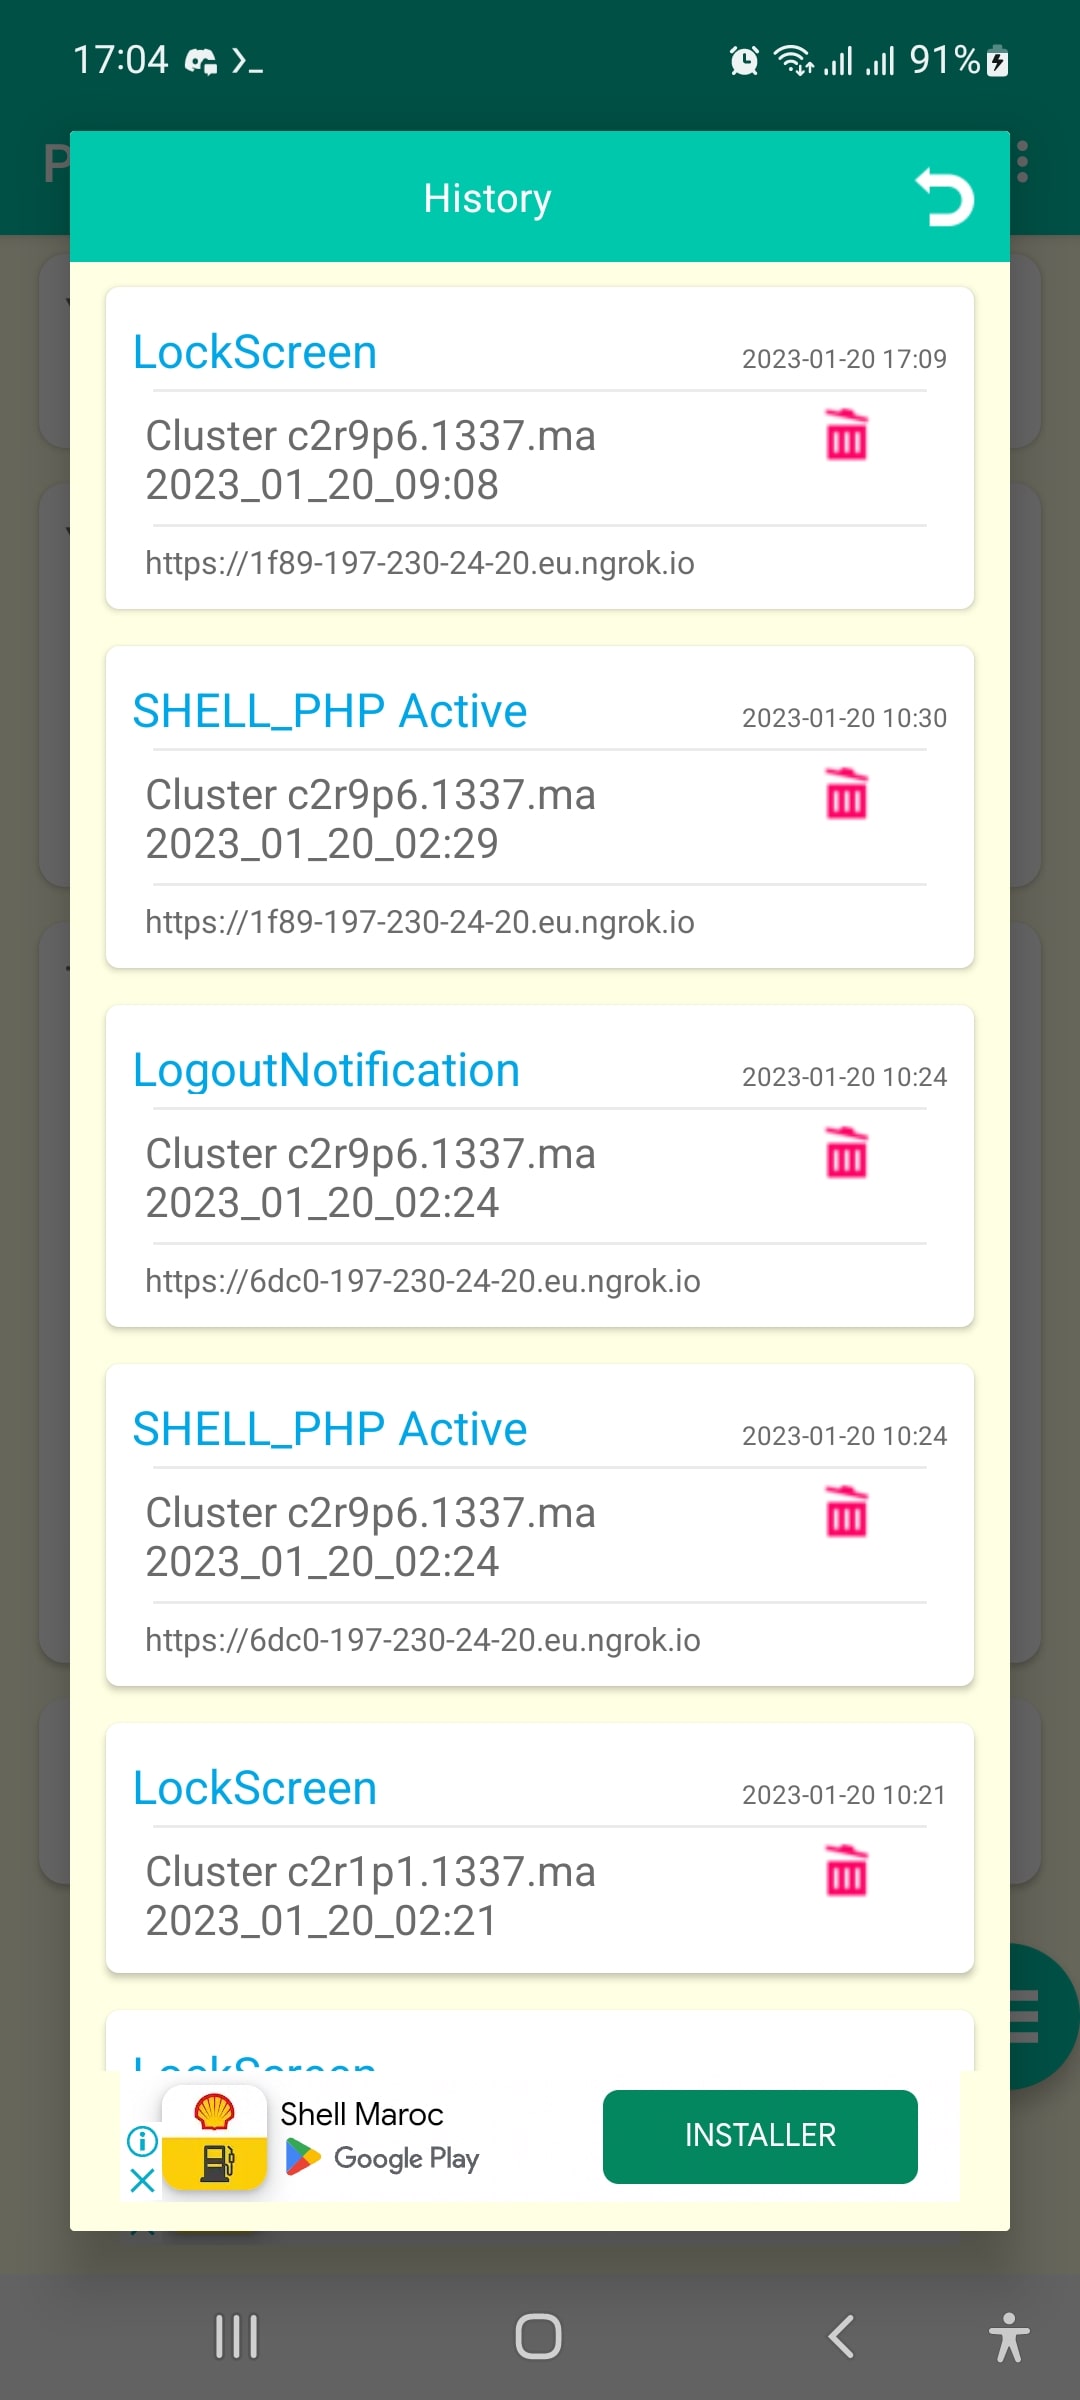 17:04
91%
P
History
LockScreen
2023-01-20 17:09
Cluster c2r9p6.1337.ma
2023_01_20_09:08
https://1f89-197-230-24-20.eu.ngrok.io
SHELL_PHP Active
2023-01-20 10:30
Cluster c2r9p6.1337.ma
2023_01_20_02:29
https://1f89-197-230-24-20.eu.ngrok.io
LogoutNotification
2023-01-20 10:24
Cluster c2r9p6.1337.ma
2023_01_20_02:24
https://6dc0-197-230-24-20.eu.ngrok.io
SHELL_PHP Active
2023-01-20 10:24
Cluster c2r9p6.1337.ma
2023_01_20_02:24
https://6dc0-197-230-24-20.eu.ngrok.io
LockScreen
2023-01-20 10:21
Cluster c2r1p1.1337.ma
2023_01_20_02:21
LockScreen
Shell Maroc
Google Play
INSTALLER